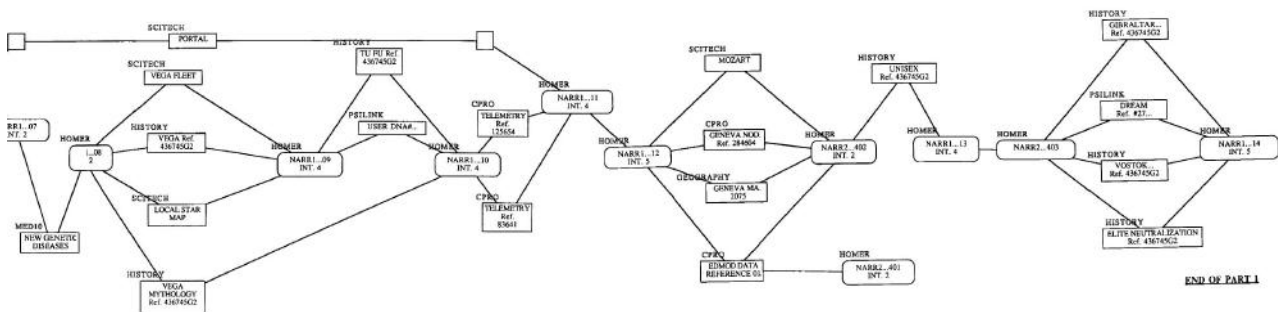 SCITECH
PORTAL
SCITECH
VEGA FLEET
HISTORY
TU FU Ref.
436745G2
RR1...07
NT. 2
HOMER
1...08
2
HISTORY
VEGA Ref.
436745G2
PSILINK
USER DNA#..
HOMER
NARR1...09
INT. 4
HOMER
NARR1...10
INT. 4
SCITECH
LOCAL STAR
MAP
MED10
NEW GENETIC
DISEASES
HISTORY
VEGA
MYTHOLOGY
Ref. 436745G2
CPRO
TELEMETRY
Ref.
125654
HOMER
NARR1...11
INT. 4
CPRO
TELEMETRY
Ref.
83641
HOMER
NARR1...12
INT. 5
SCITECH
MOZART
CPRO
GENEVA NOD.
Ref. 284604
GEOGRAPHY
GENEVA MA.
2075
HOMER
NARR2...402
INT. 2
CPRO
EDMOD DATA
REFERENCE 01
HOMER
NARR2...401
INT. 2
HISTORY
UNISEX
Ref. 436745G2
HOMER
NARR1...13
INT. 4
HOMER
NARR2...403
HISTORY
GIBRALTAR...
Ref. 436745G2
PSILINK
DREAM
Ref. #27...
HISTORY
VOSTOK...
Ref. 436745G2
HOMER
NARR1...14
INT. 5
HISTORY
ELITE NEUTRALIZATION
Ref. 436745G2
END OF PART 1